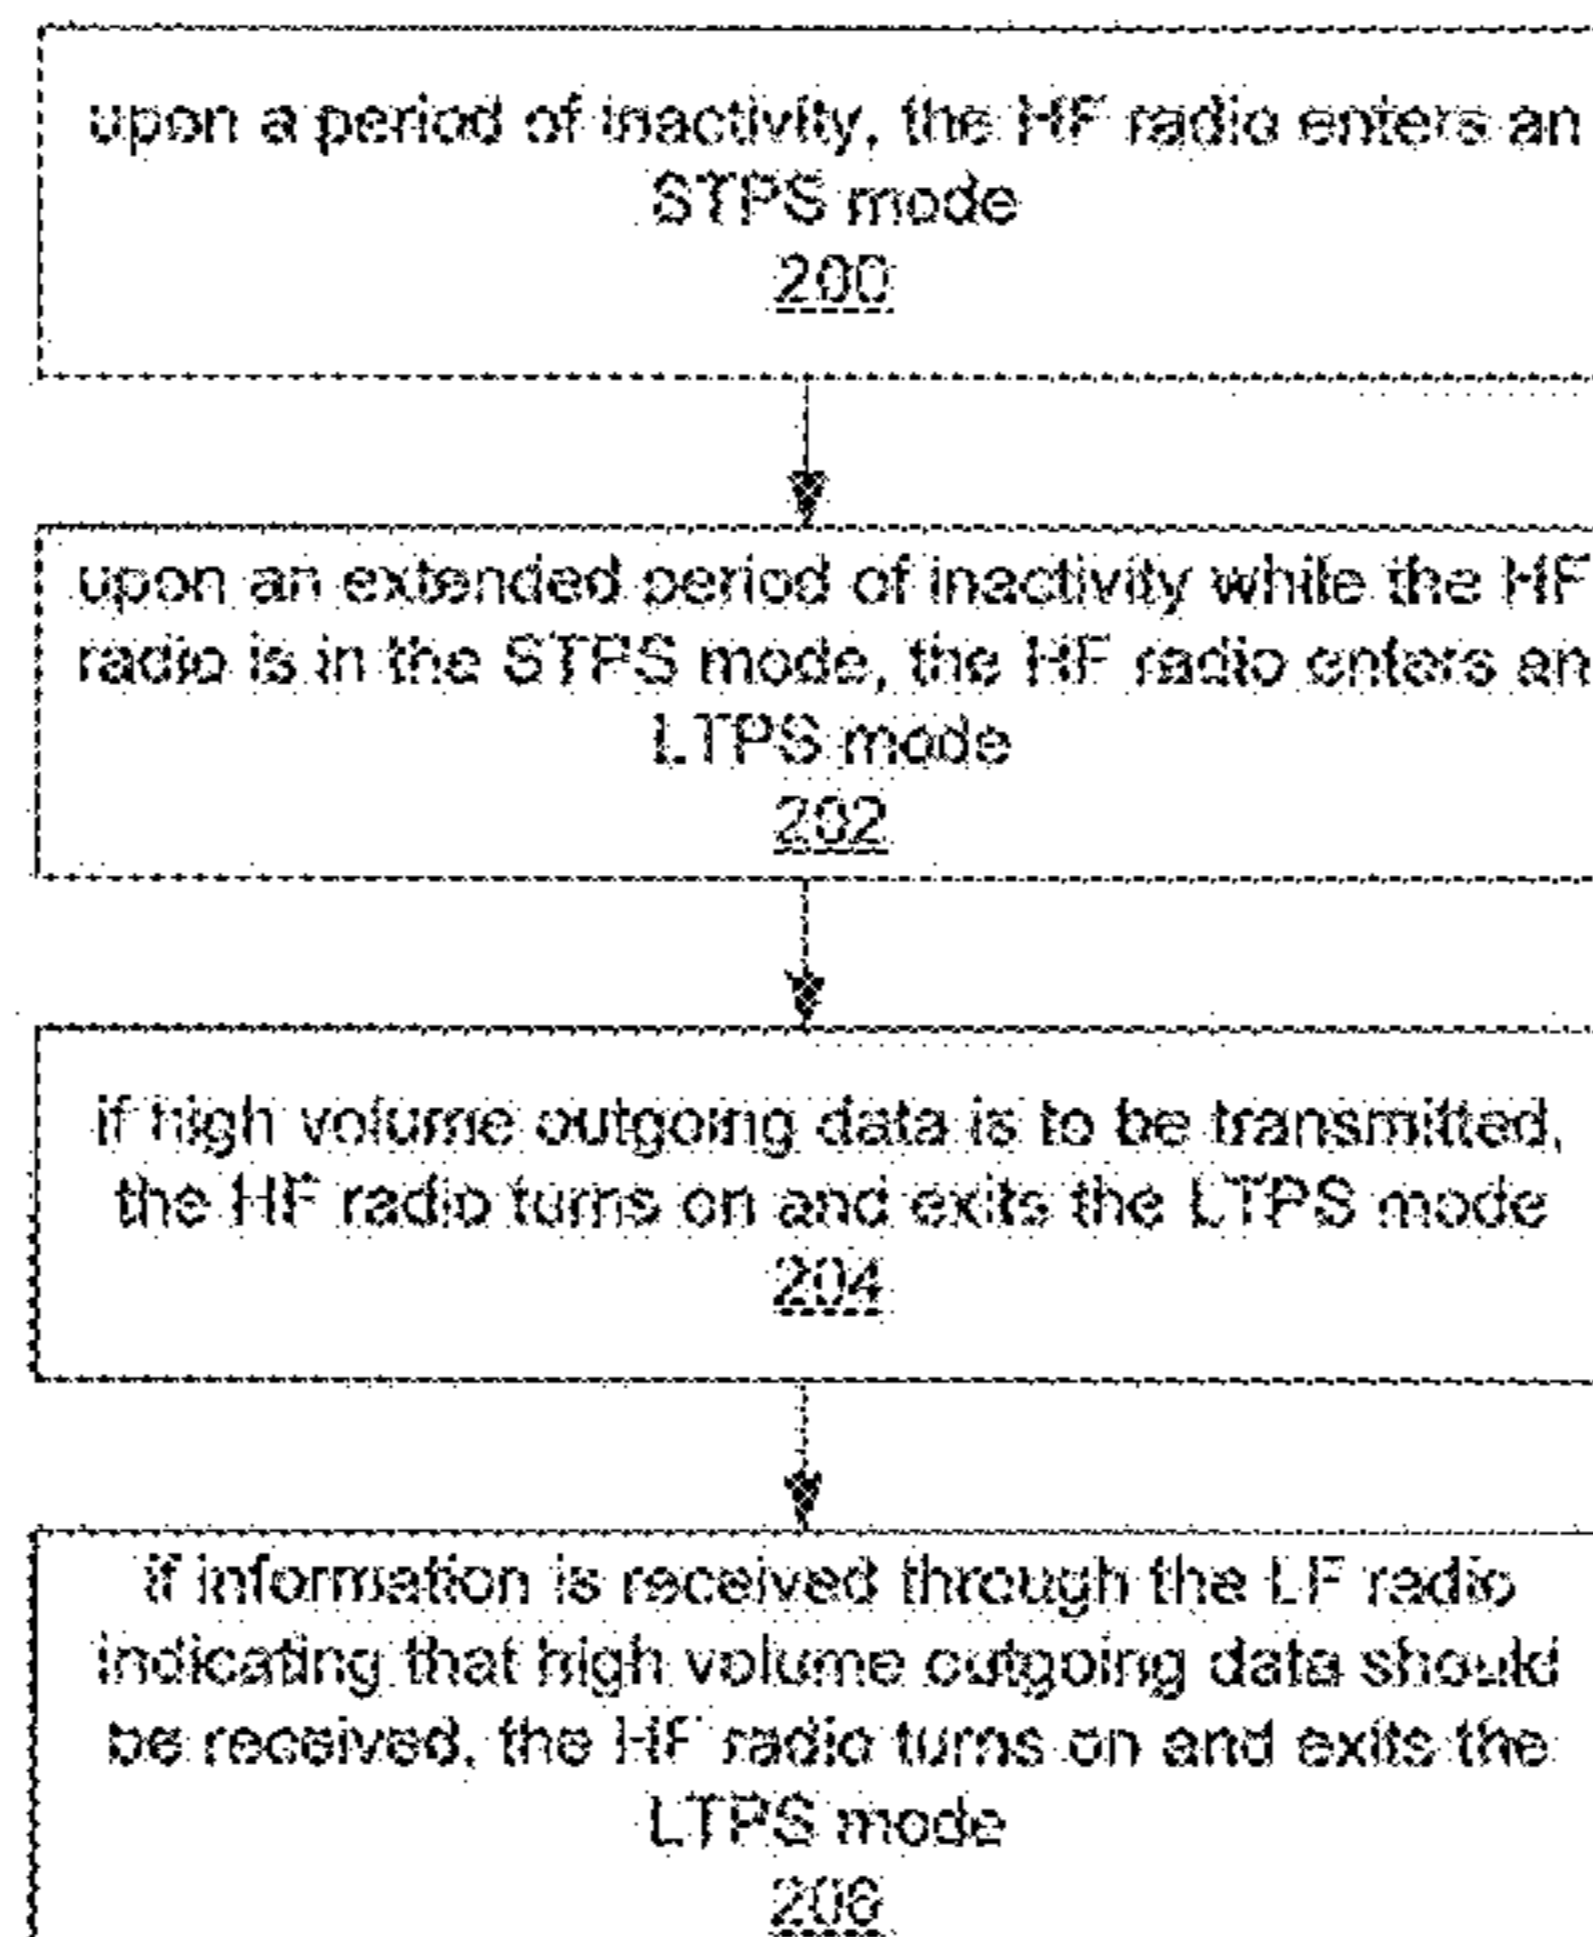 upon a period of inactivity, the HF radio enters an
STPS mode
200
upon an extended period of inactivity while the HF
radio is in the STPS mode, the HF radio enters an
LTPS mode
202
if high volume outgoing data is to be transmitted,
the HF radio turns on and exits the LTPS mode
204
if information is received through the LF radio
indicating that high volume outgoing data should
be received, the HF radio turns on and exits the
LTPS mode
206